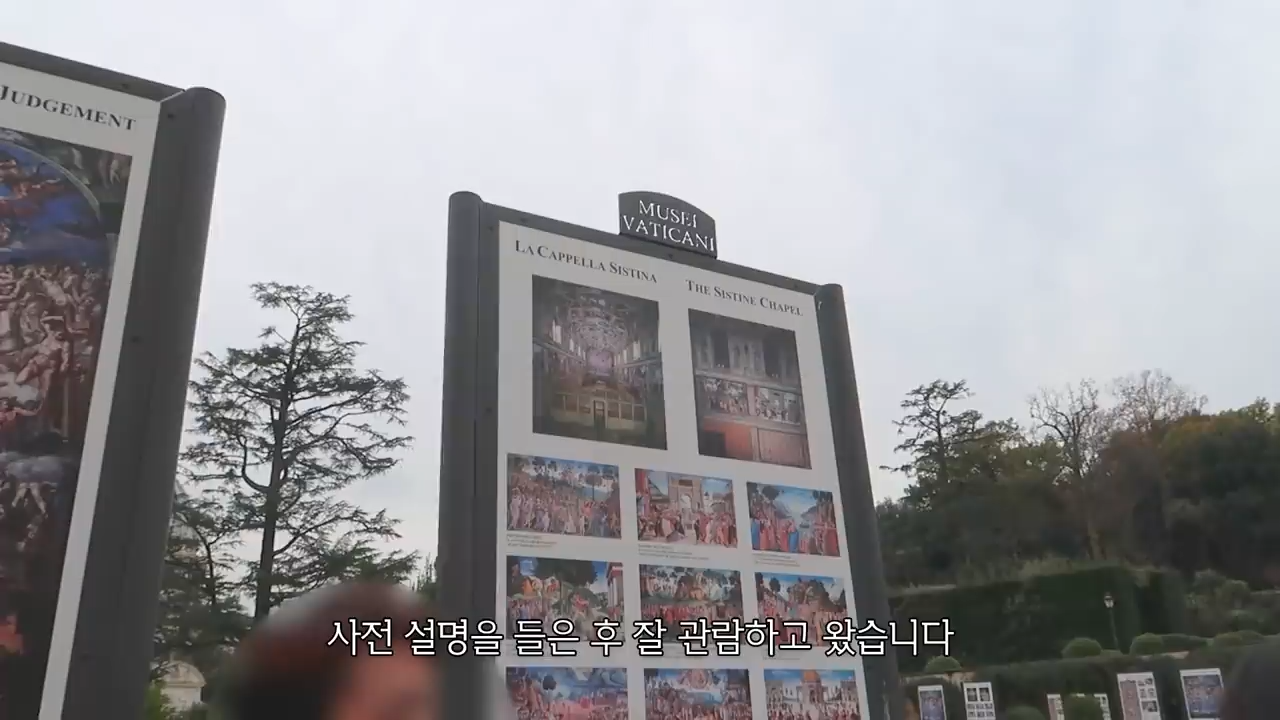 JUDGEMENT
MUSEI
VATICANI
LA CAPPELLA SISTINA
THE SISTINE CHAPEL
사전 설명을 들은 후 잘 관람하고 왔습니다